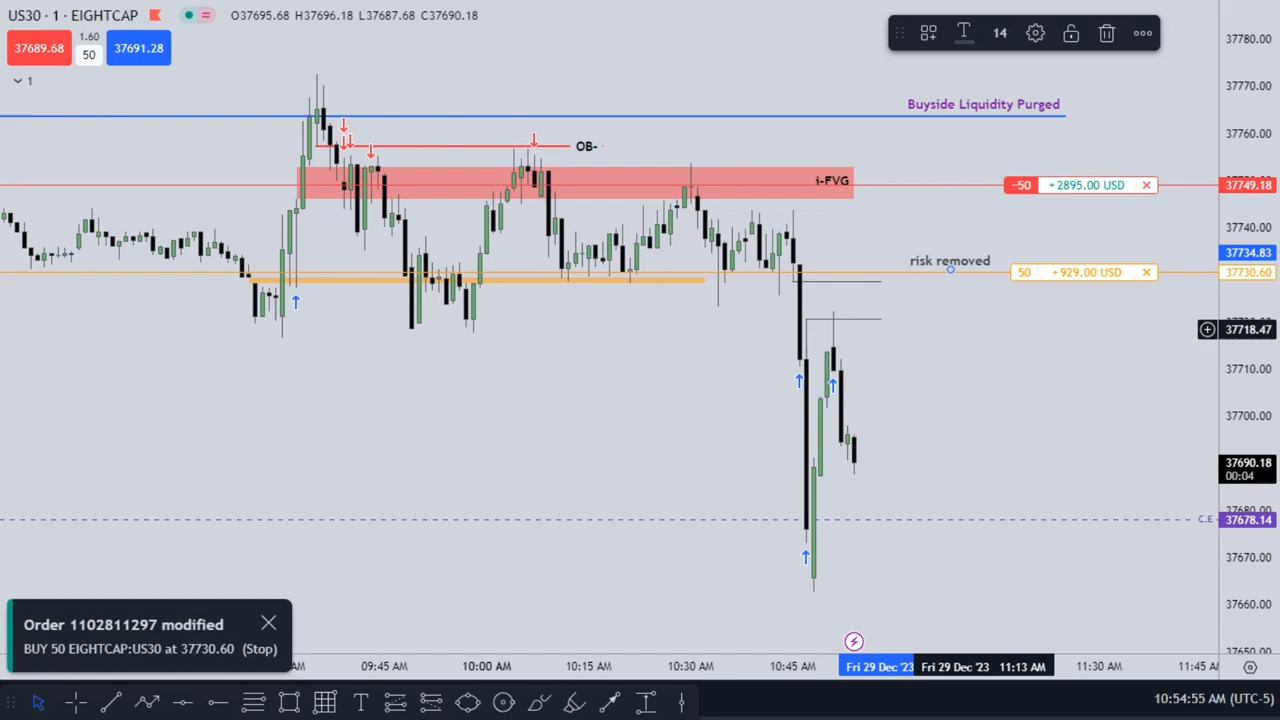 US30 · 1 · EIGHTCAP
O37695.68 H37696.18 L37687.68 C37690.18
37689.68
1.60
50
37691.28
1
14
Buyside Liquidity Purged
OB-
i-FVG
-50 +2895.00 USD
risk removed
50 +929.00 USD
C.E
37780.00
37770.00
37760.00
37749.18
37740.00
37734.83
37730.60
37718.47
37710.00
37700.00
37690.18
00:04
37680.00
37678.14
37670.00
37660.00
37650.00
Order 1102811297 modified
BUY 50 EIGHTCAP:US30 at 37730.60 (Stop)
AM 09:45 AM 10:00 AM 10:15 AM 10:30 AM 10:45 AM Fri 29 Dec '23 Fri 29 Dec '23 11:13 AM 11:30 AM 11:45 A
10:54:55 AM (UTC-5)